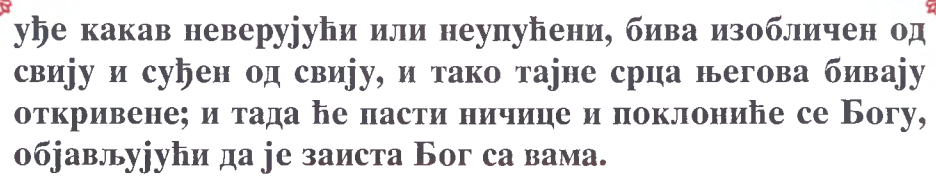 уђе какав неверујући или неупућени, бива изобличен од
свију и суђен од свију, и тако тајне срца његова бивају
откривене; и тада ће пасти ничице и поклониће се Богу,
објављујући да је заиста Бог са вама.